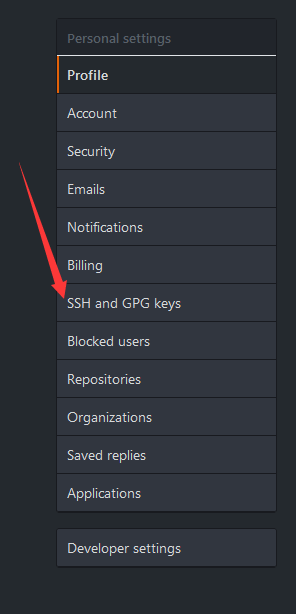 Personal settings
Profile
Account
Security
Emails
Notifications
Billing
SSH and GPG keys
Blocked users
Repositories
Organizations
Saved replies
Applications
Developer settings